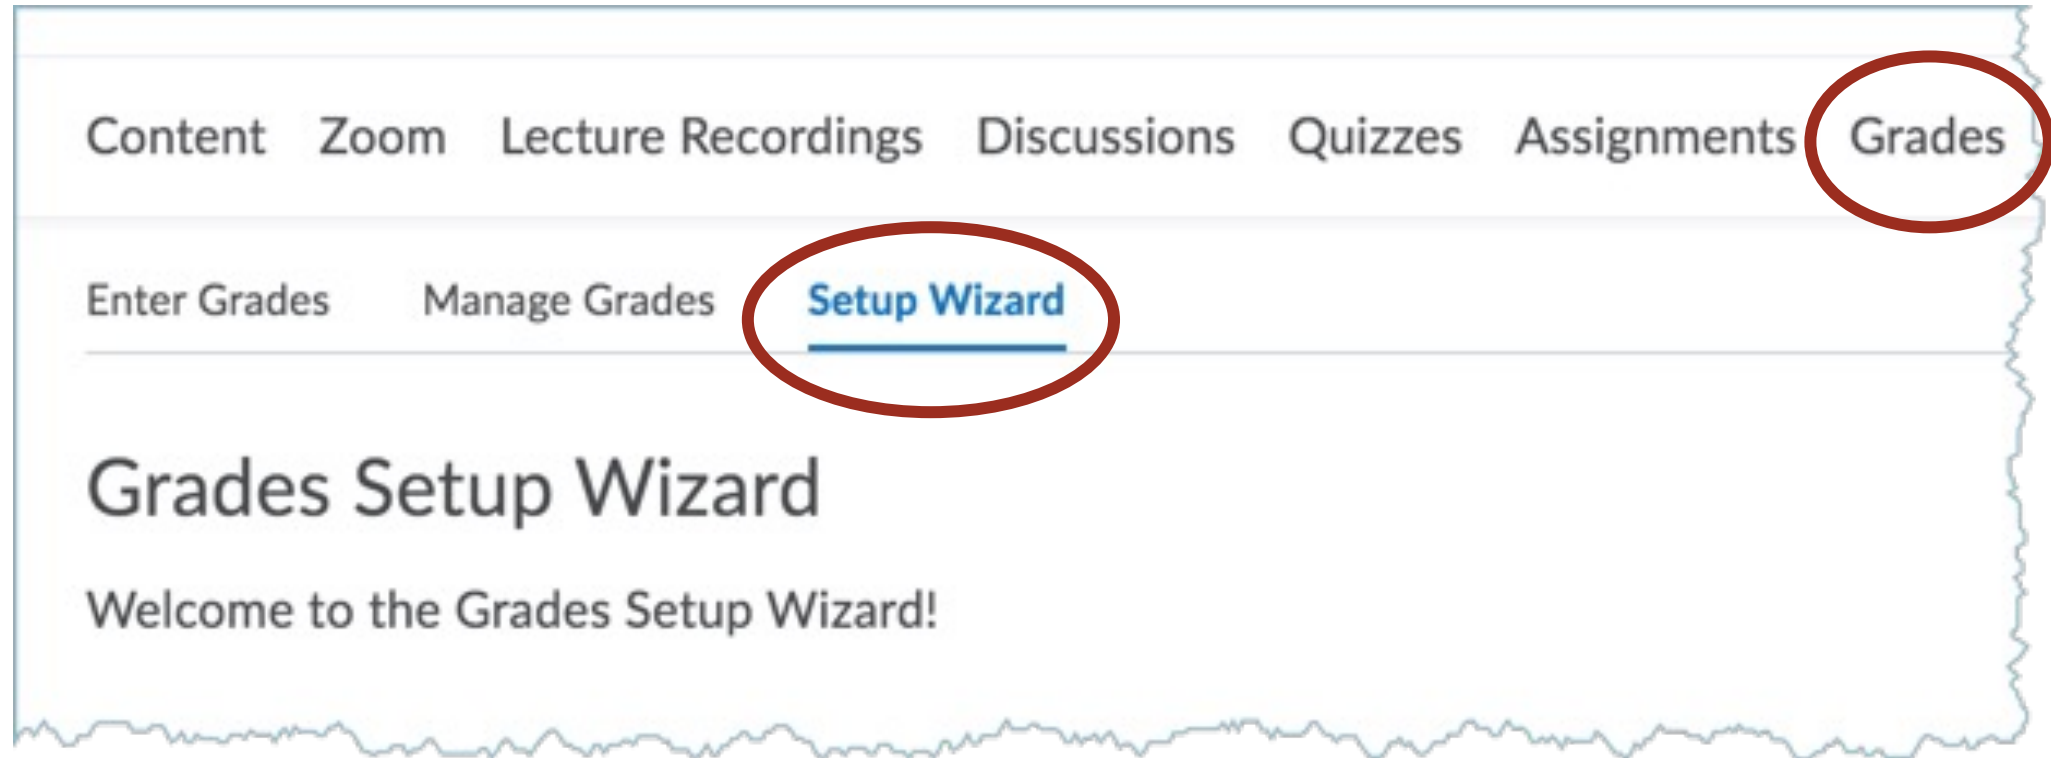 Content Zoom Lecture Recordings Discussions Quizzes Assignments Grades
Enter Grades Manage Grades Setup Wizard
Grades Setup Wizard
Welcome to the Grades Setup Wizard!